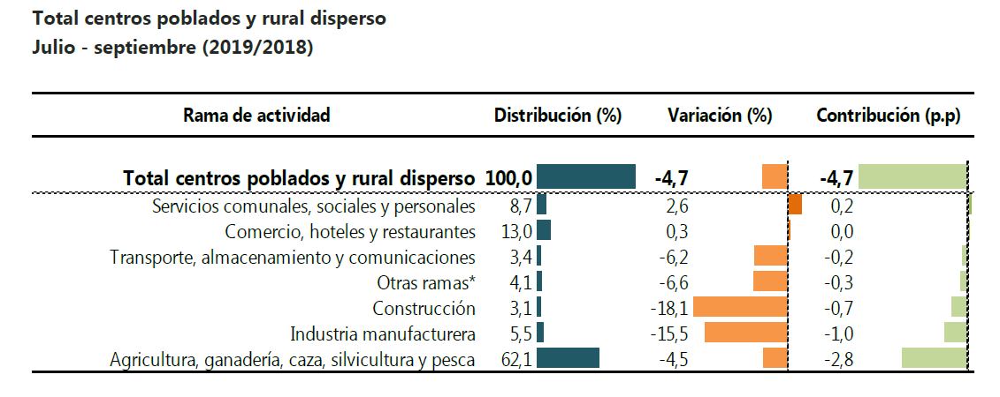 Total centros poblados y rural disperso
Julio - septiembre (2019/2018)
Rama de actividad Distribución (%) Variación (%) Contribución (p.p)
Total centros poblados y rural disperso 100,0 -4,7 -4,7
Servicios comunales, sociales y personales 8,7 2,6 0,2
Comercio, hoteles y restaurantes 13,0 0,3 0,0
Transporte, almacenamiento y comunicaciones 3,4 -6,2 -0,2
Otras ramas* 4,1 -6,6 -0,3
Construcción 3,1 -18,1 -0,7
Industria manufacturera 5,5 -15,5 -1,0
Agricultura, ganadería, caza, silvicultura y pesca 62,1 -4,5 -2,8